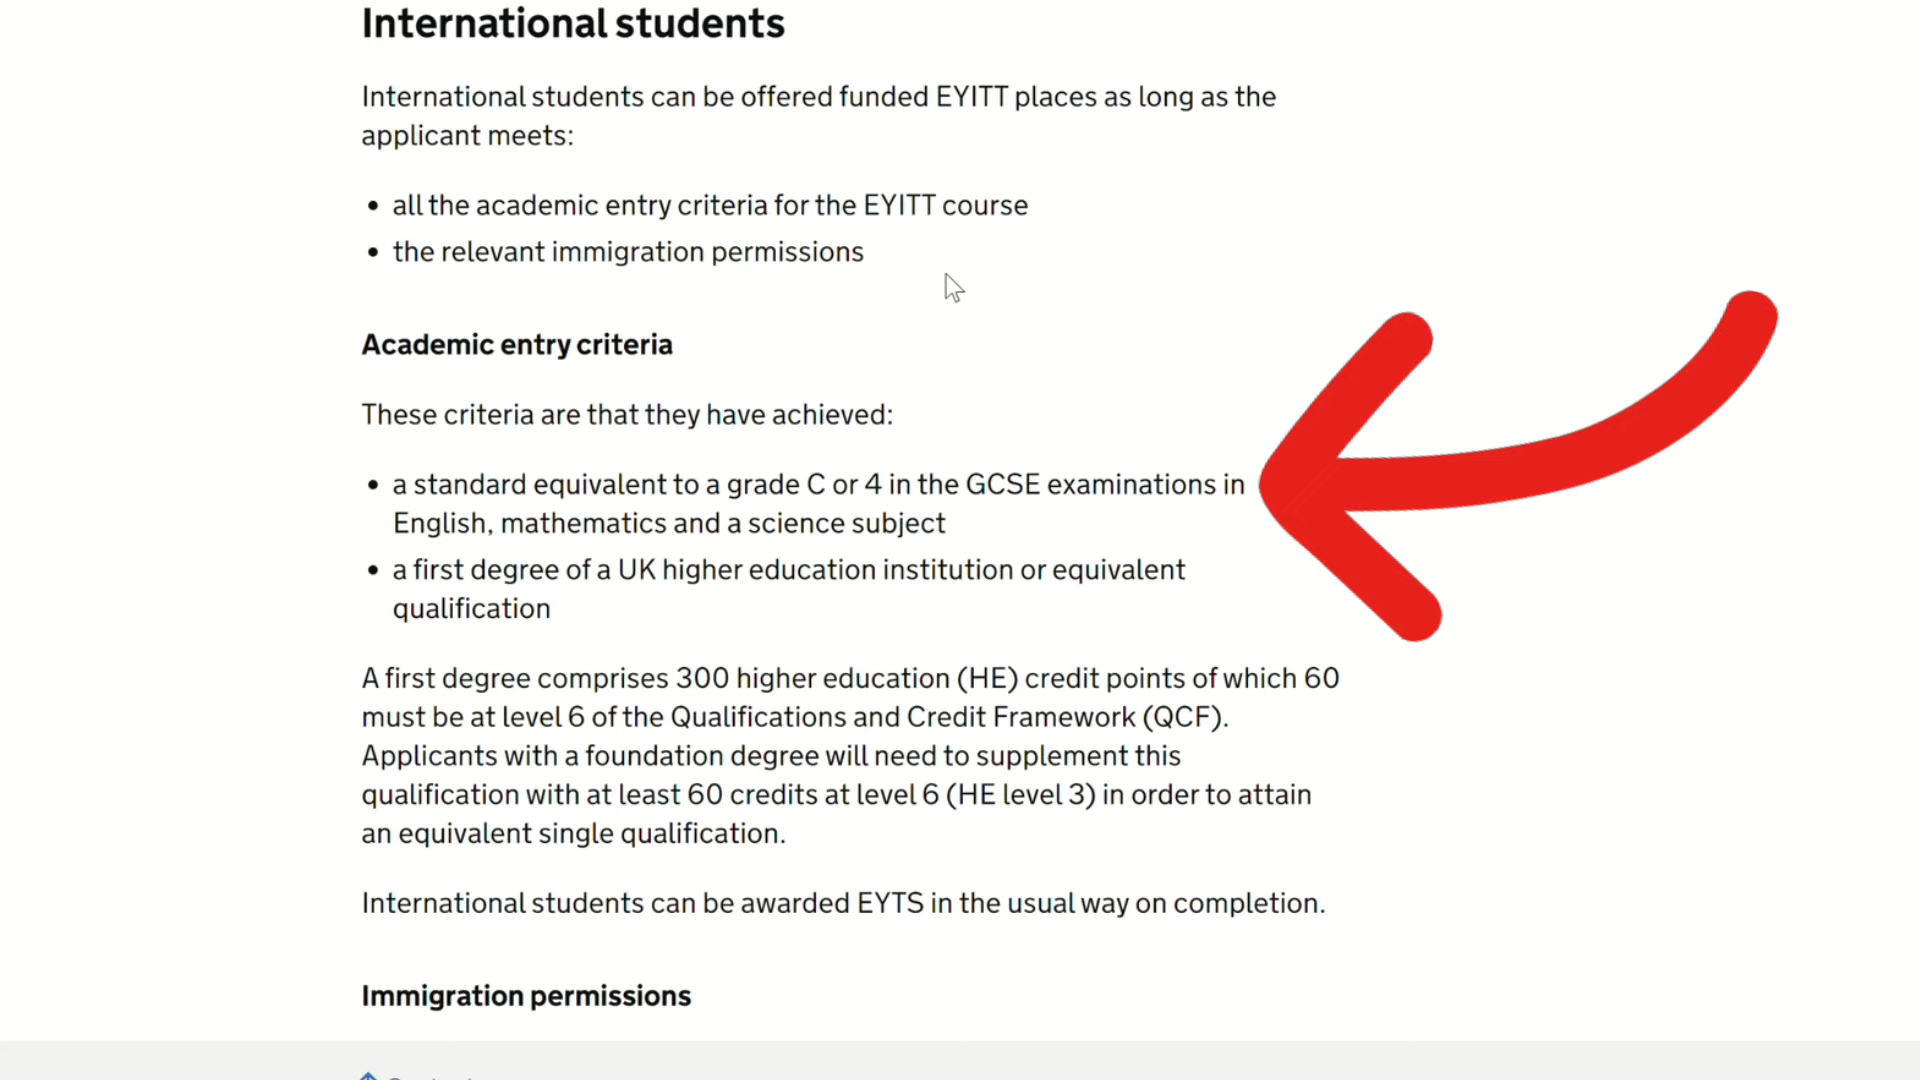 International students
International students can be offered funded EYITT places as long as the
applicant meets:
• all the academic entry criteria for the EYITT course
• the relevant immigration permissions
Academic entry criteria
These criteria are that they have achieved:
• a standard equivalent to a grade C or 4 in the GCSE examinations in
English, mathematics and a science subject
• a first degree of a UK higher education institution or equivalent
qualification
A first degree comprises 300 higher education (HE) credit points of which 60
must be at level 6 of the Qualifications and Credit Framework (QCF).
Applicants with a foundation degree will need to supplement this
qualification with at least 60 credits at level 6 (HE level 3) in order to attain
an equivalent single qualification.
International students can be awarded EYTS in the usual way on completion.
Immigration permissions